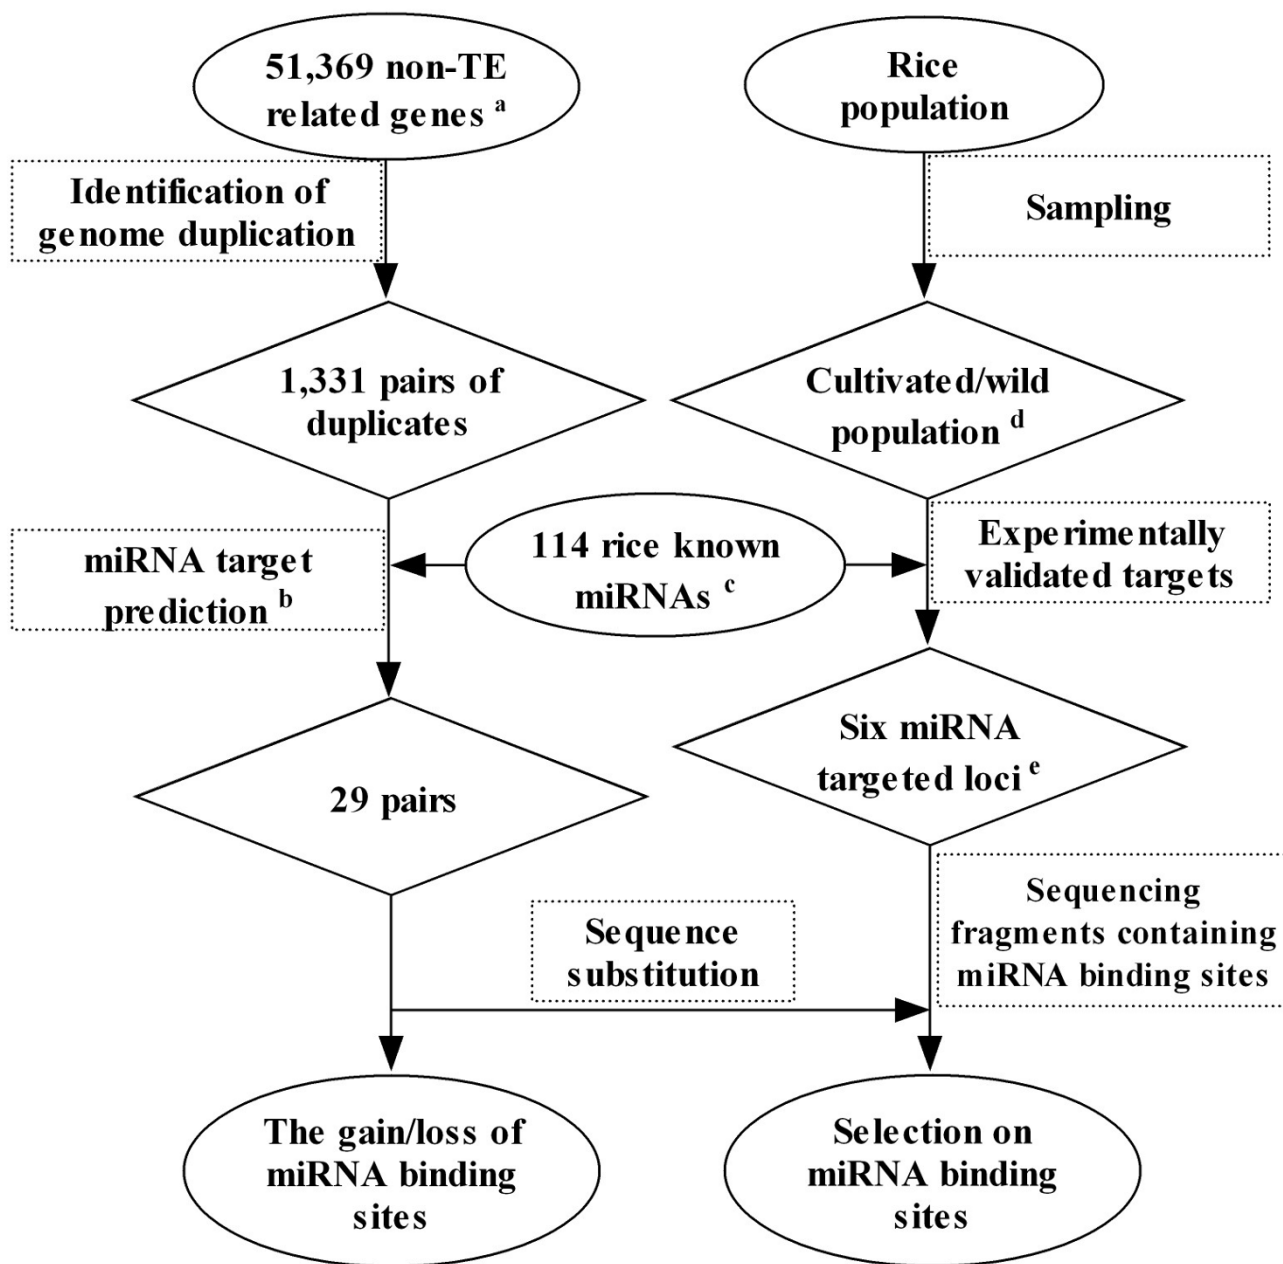 51,369 non-TE
related genes a
Rice
population
Identification of
genome duplication
Sampling
1,331 pairs of
duplicates
Cultivated/wild
population d
miRNA target
prediction b
114 rice known
miRNAs c
Experimentally
validated targets
29 pairs
Six miRNA
targeted loci e
Sequence
substitution
Sequencing
fragments containing
miRNA binding sites
The gain/loss of
miRNA binding
sites
Selection on
miRNA binding
sites